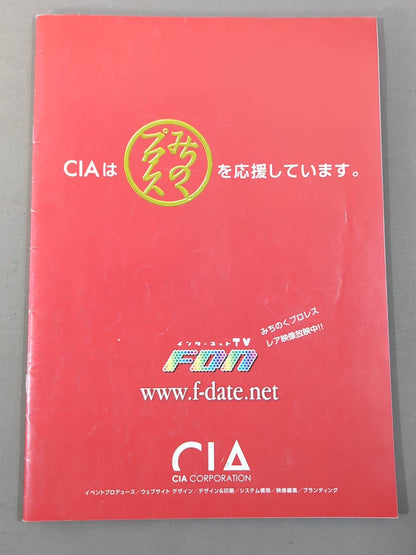 CIAは みちのくプロレス を応援しています。
みちのくプロレス
レア映像放映中!!
インターネットTV
FDN
www.f-date.net
CIA
CIA CORPORATION
イベントプロデュース/ウェブサイト デザイン/デザイン&印刷/システム構築/映像編集/ブランディング